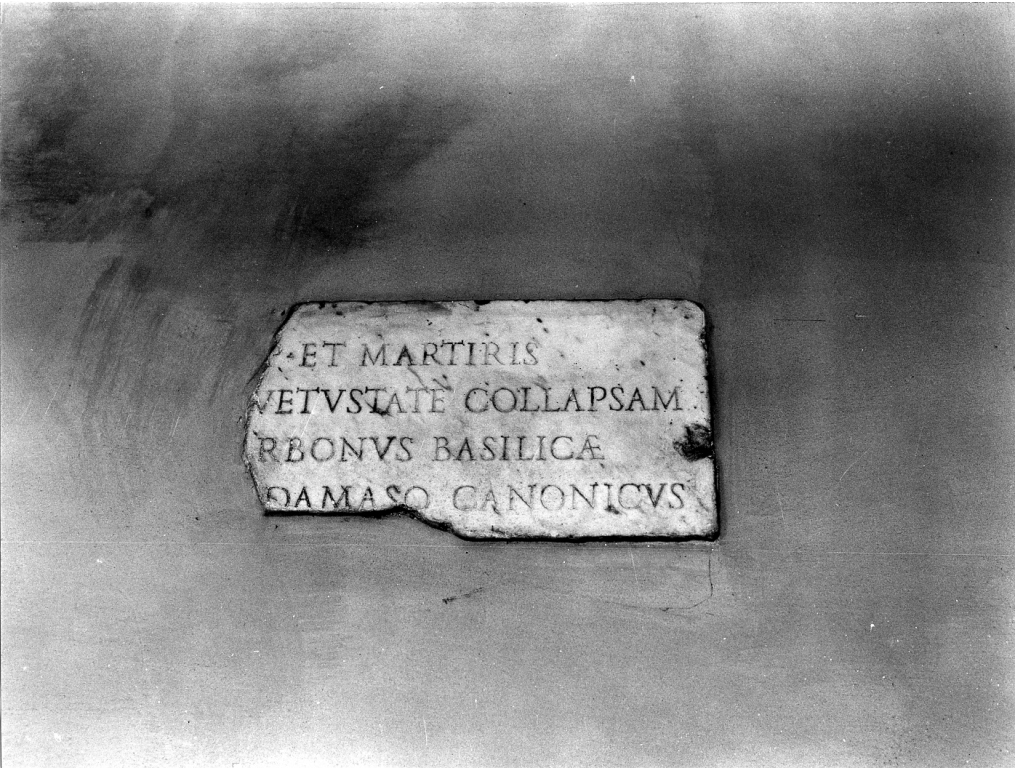 ET MARTIRIS
VETVSTATE COLLAPSAM
RBONVS BASILICÆ
DAMASO CANONICVS